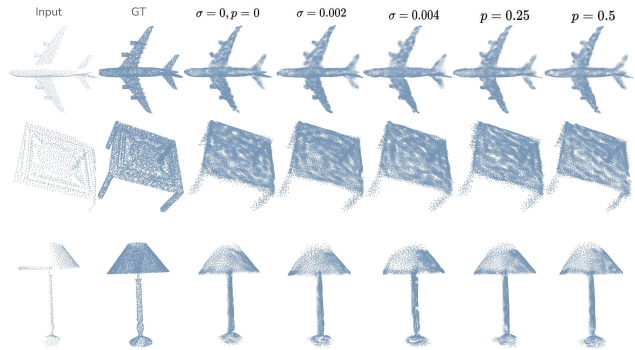 Input GT σ = 0, p = 0 σ = 0.002 σ = 0.004 p = 0.25 p = 0.5